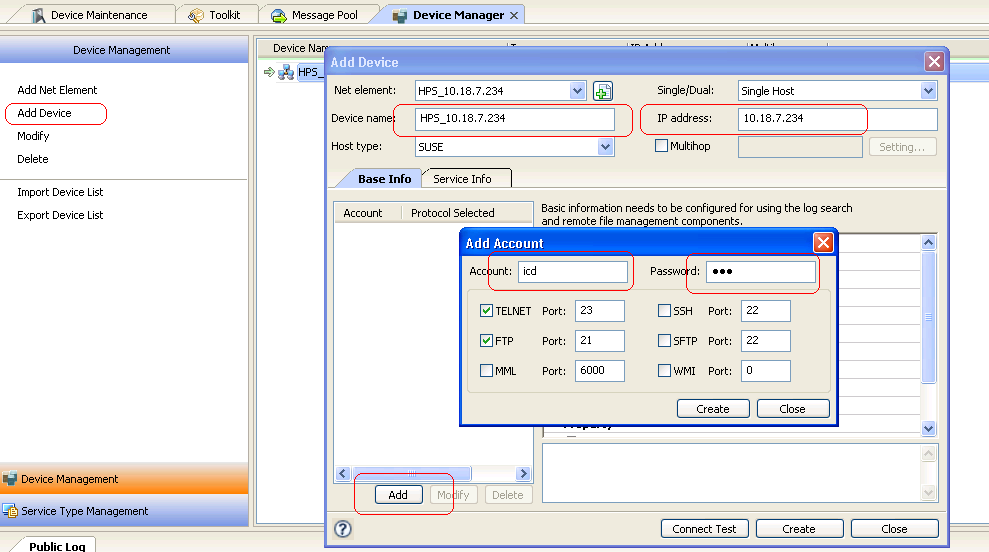 Device Maintenance Toolkit Message Pool Device Manager
Device Management
Add Net Element
Add Device
Modify
Delete
Import Device List
Export Device List
Device Management
Service Type Management
Public Log
HPS_
Add Device
Net element: HPS_10.18.7.234 Single/Dual: Single Host
Device name: HPS_10.18.7.234 IP address: 10.18.7.234
Host type: SUSE Multihop Setting...
Base Info Service Info
Account Protocol Selected
Basic information needs to be configured for using the log search
and remote file management components.
Add Account
Account: icd Password: ●●●
TELNET Port: 23 SSH Port: 22
FTP Port: 21 SFTP Port: 22
MML Port: 6000 WMI Port: 0
Create Close
Add Modify Delete
Connect Test Create Close